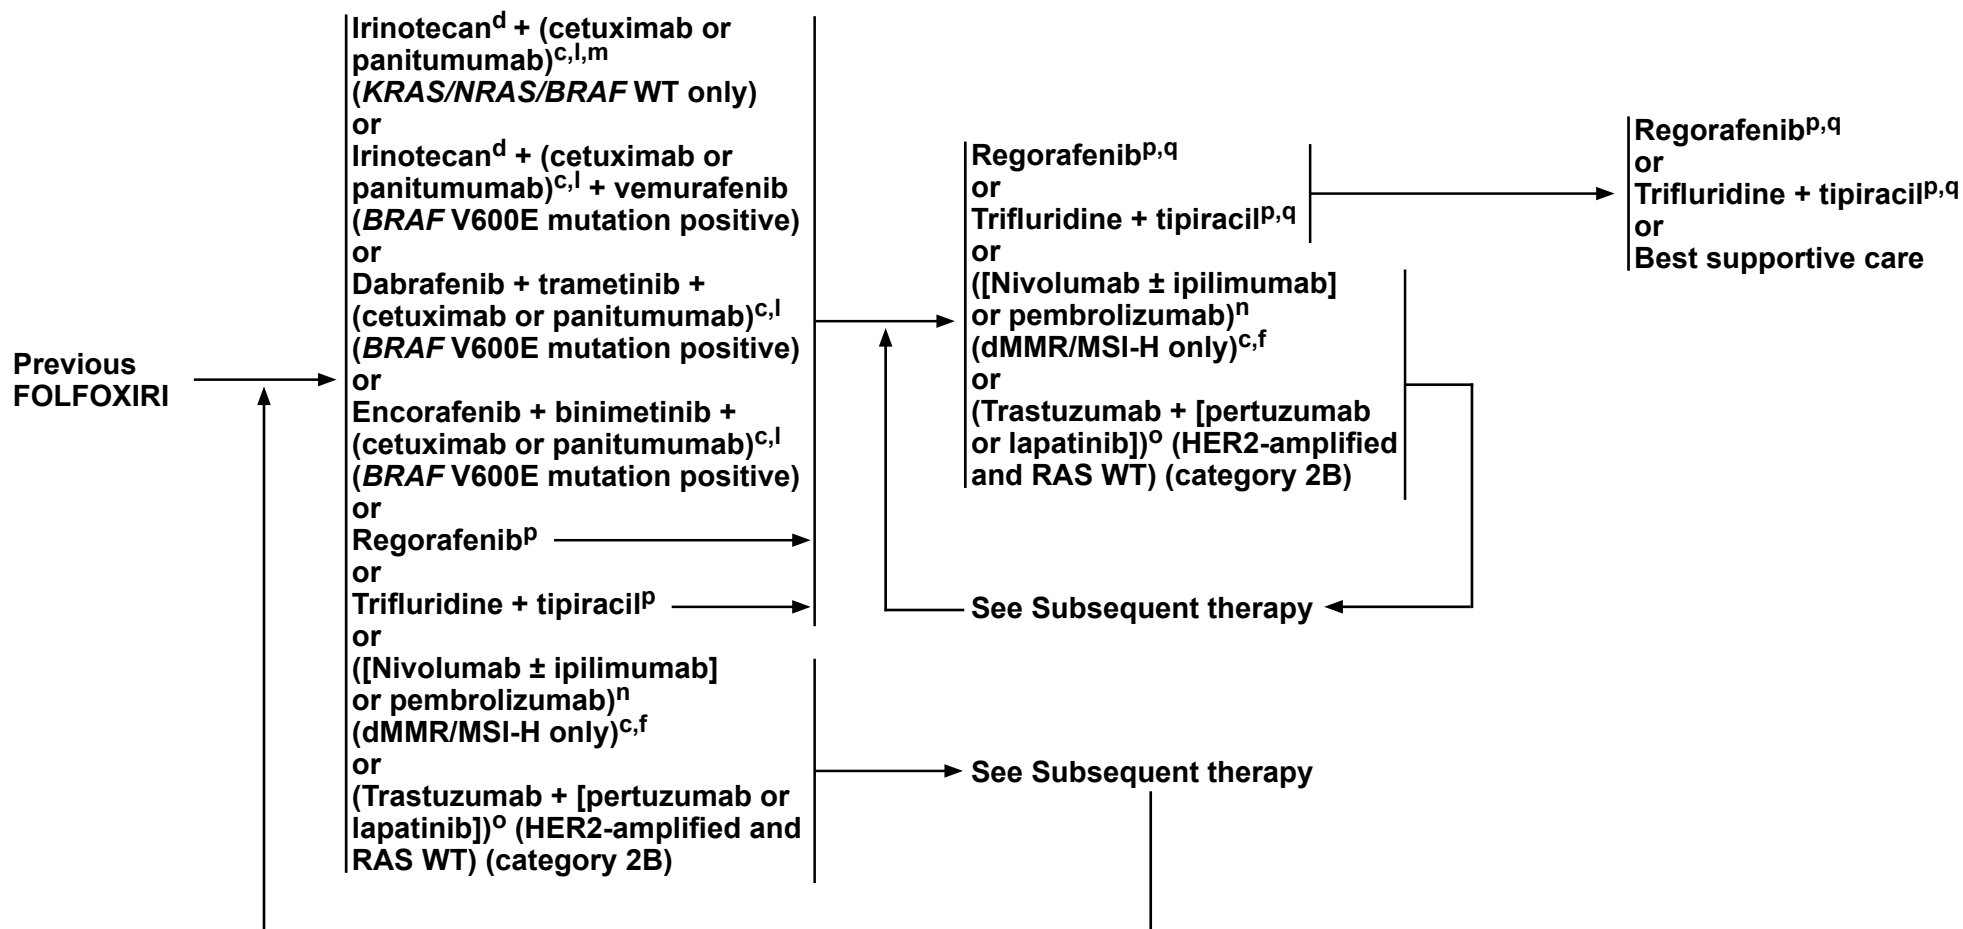 Previous
FOLFOXIRI
Irinotecanᵈ + (cetuximab or
panitumumab)ᶜ,ˡ,ᵐ
(KRAS/NRAS/BRAF WT only)
or
Irinotecanᵈ + (cetuximab or
panitumumab)ᶜ,ˡ + vemurafenib
(BRAF V600E mutation positive)
or
Dabrafenib + trametinib +
(cetuximab or panitumumab)ᶜ,ˡ
(BRAF V600E mutation positive)
or
Encorafenib + binimetinib +
(cetuximab or panitumumab)ᶜ,ˡ
(BRAF V600E mutation positive)
or
Regorafenibᵖ
or
Trifluridine + tipiracilᵖ
or
([Nivolumab ± ipilimumab]
or pembrolizumab)ⁿ
(dMMR/MSI-H only)ᶜ,ᶠ
or
(Trastuzumab + [pertuzumab or
lapatinib])ᵒ (HER2-amplified and
RAS WT) (category 2B)
Regorafenibᵖ,q
or
Trifluridine + tipiracilᵖ,q
or
([Nivolumab ± ipilimumab]
or pembrolizumab)ⁿ
(dMMR/MSI-H only)ᶜ,ᶠ
or
(Trastuzumab + [pertuzumab
or lapatinib])ᵒ (HER2-amplified
and RAS WT) (category 2B)
See Subsequent therapy
See Subsequent therapy
Regorafenibᵖ,q
or
Trifluridine + tipiracilᵖ,q
or
Best supportive care